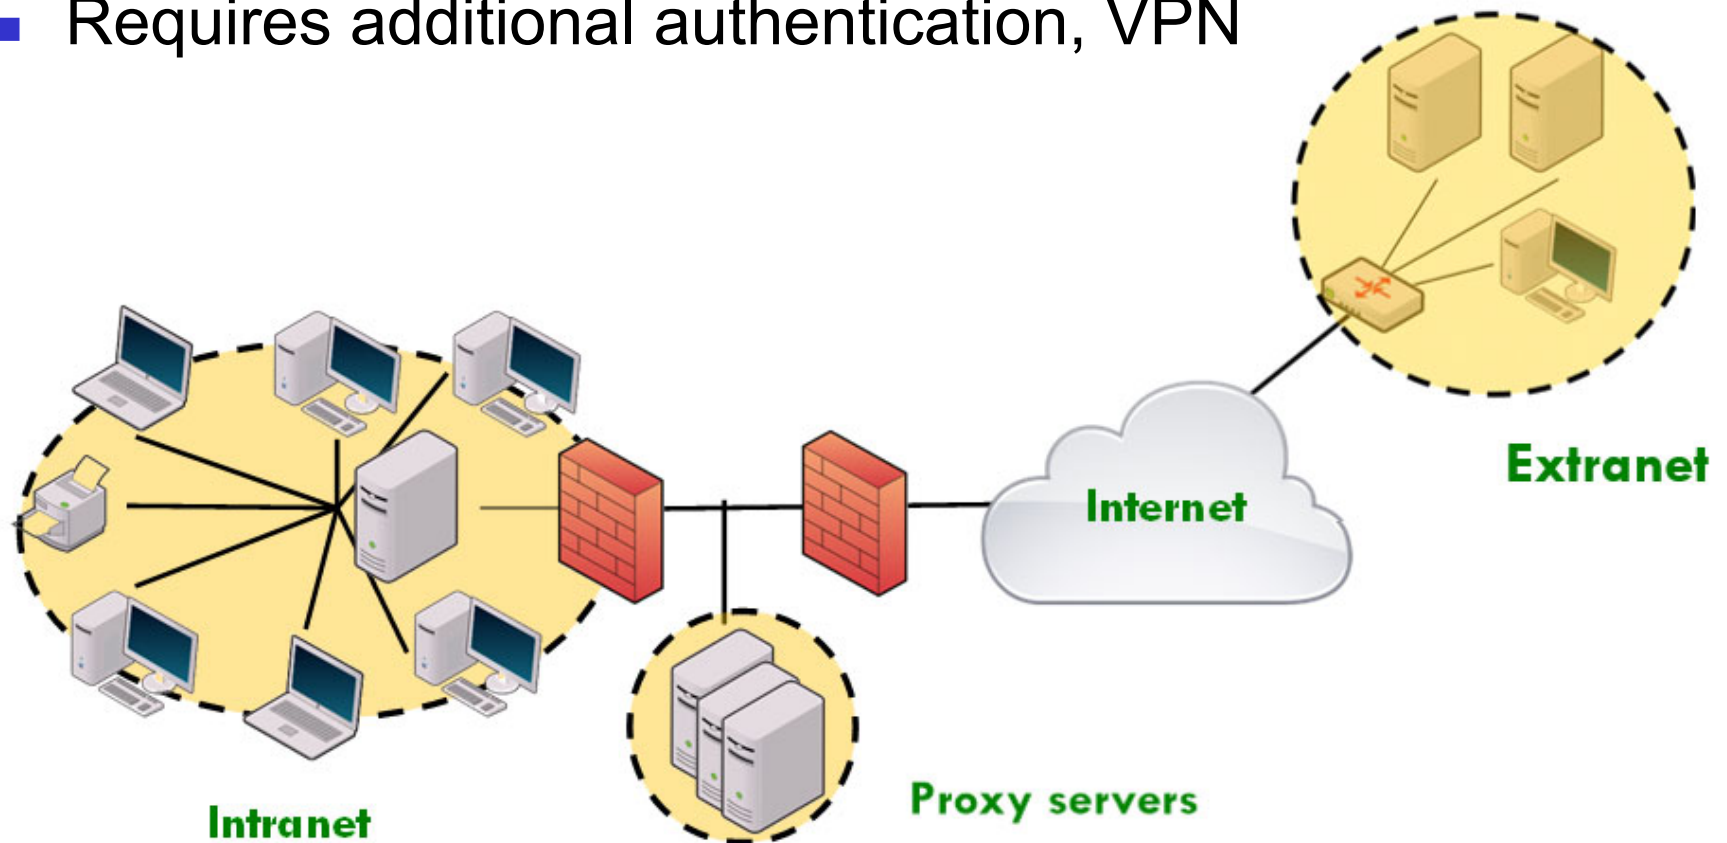 Requires additional authentication, VPN
Extranet
Internet
Proxy servers
Intranet